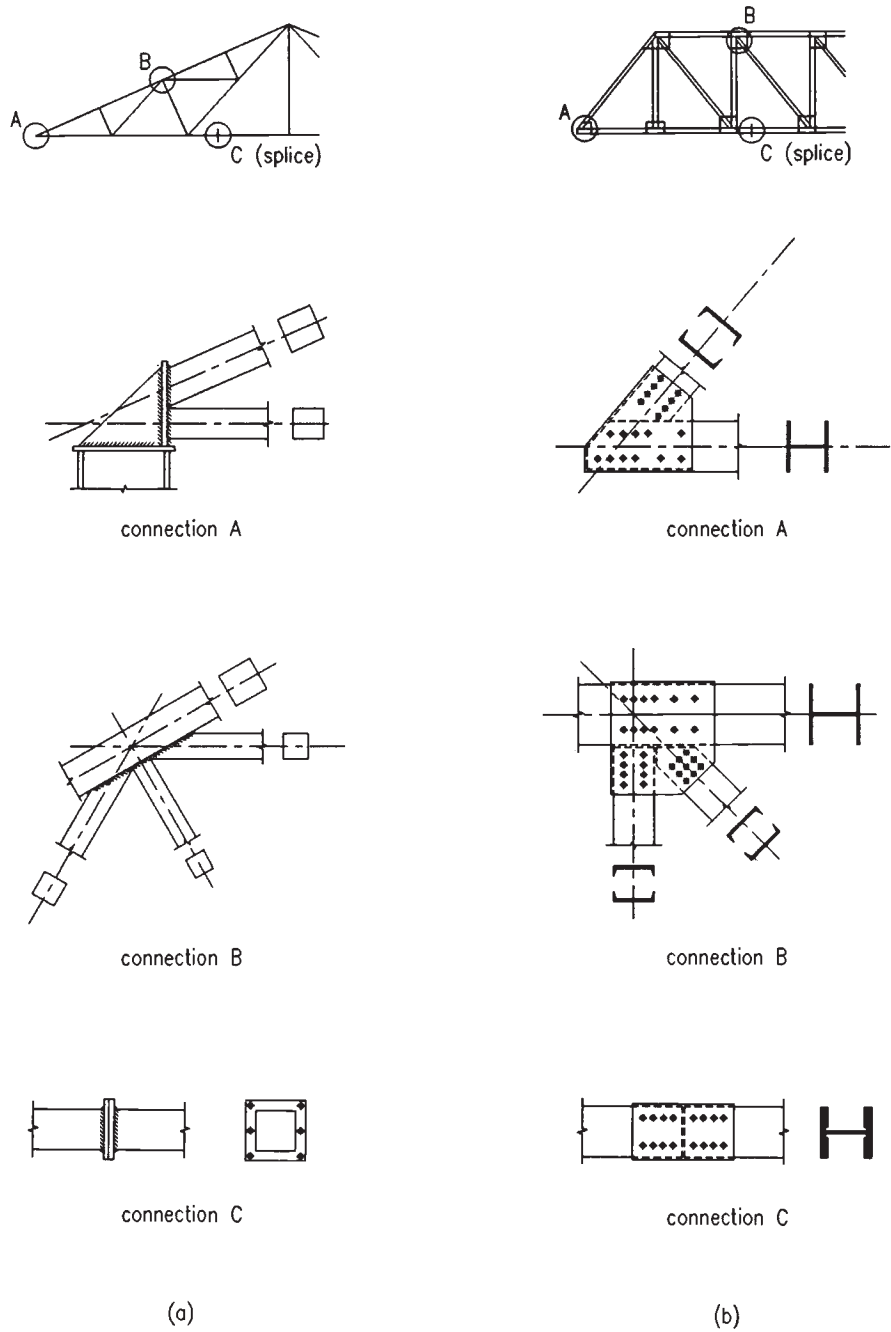 B
A
C (splice)
B
A
C (splice)
connection A
connection A
connection B
connection B
connection C
connection C
(a)
(b)